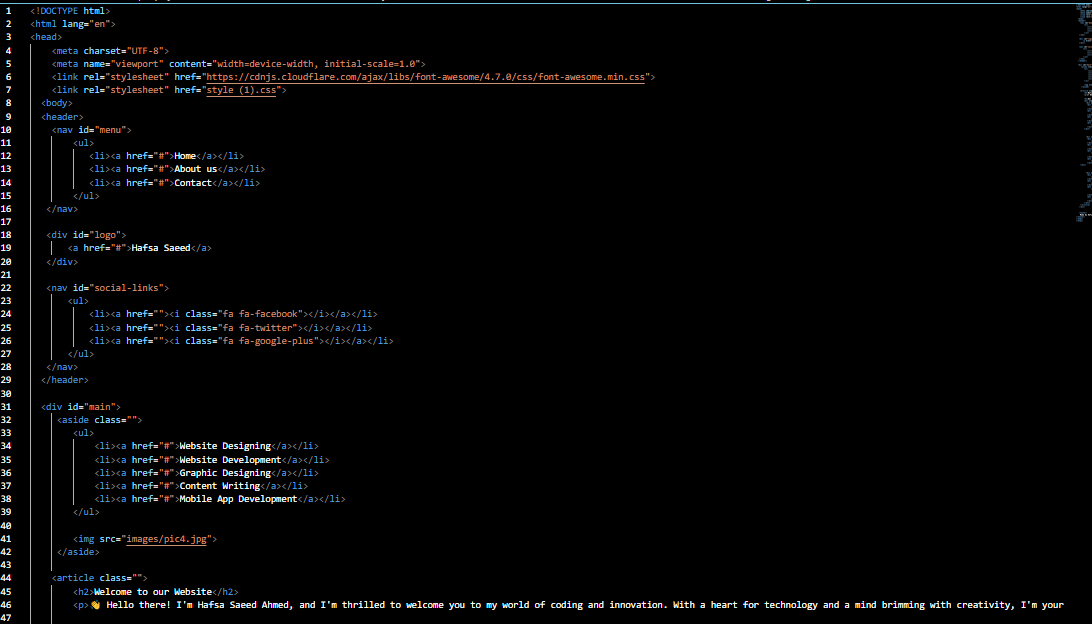 1 <!DOCTYPE html>
2 <html lang="en">
3 <head>
4 <meta charset="UTF-8">
5 <meta name="viewport" content="width=device-width, initial-scale=1.0">
6 <link rel="stylesheet" href="https://cdnjs.cloudflare.com/ajax/libs/font-awesome/4.7.0/css/font-awesome.min.css">
7 <link rel="stylesheet" href="style (1).css">
8 <body>
9 <header>
10 <nav id="menu">
11 <ul>
12 <li><a href="#">Home</a></li>
13 <li><a href="#">About us</a></li>
14 <li><a href="#">Contact</a></li>
15 </ul>
16 </nav>
17
18 <div id="logo">
19 <a href="#">Hafsa Saeed</a>
20 </div>
21
22 <nav id="social-links">
23 <ul>
24 <li><a href=""><i class="fa fa-facebook"></i></a></li>
25 <li><a href=""><i class="fa fa-twitter"></i></a></li>
26 <li><a href=""><i class="fa fa-google-plus"></i></a></li>
27 </ul>
28 </nav>
29 </header>
30
31 <div id="main">
32 <aside class="">
33 <ul>
34 <li><a href="#">Website Designing</a></li>
35 <li><a href="#">Website Development</a></li>
36 <li><a href="#">Graphic Designing</a></li>
37 <li><a href="#">Content Writing</a></li>
38 <li><a href="#">Mobile App Development</a></li>
39 </ul>
40
41 <img src="images/pic4.jpg">
42 </aside>
43
44 <article class="">
45 <h2>Welcome to our Website</h2>
46 <p>👋 Hello there! I'm Hafsa Saeed Ahmed, and I'm thrilled to welcome you to my world of coding and innovation. With a heart for technology and a mind brimming with creativity, I'm your
47